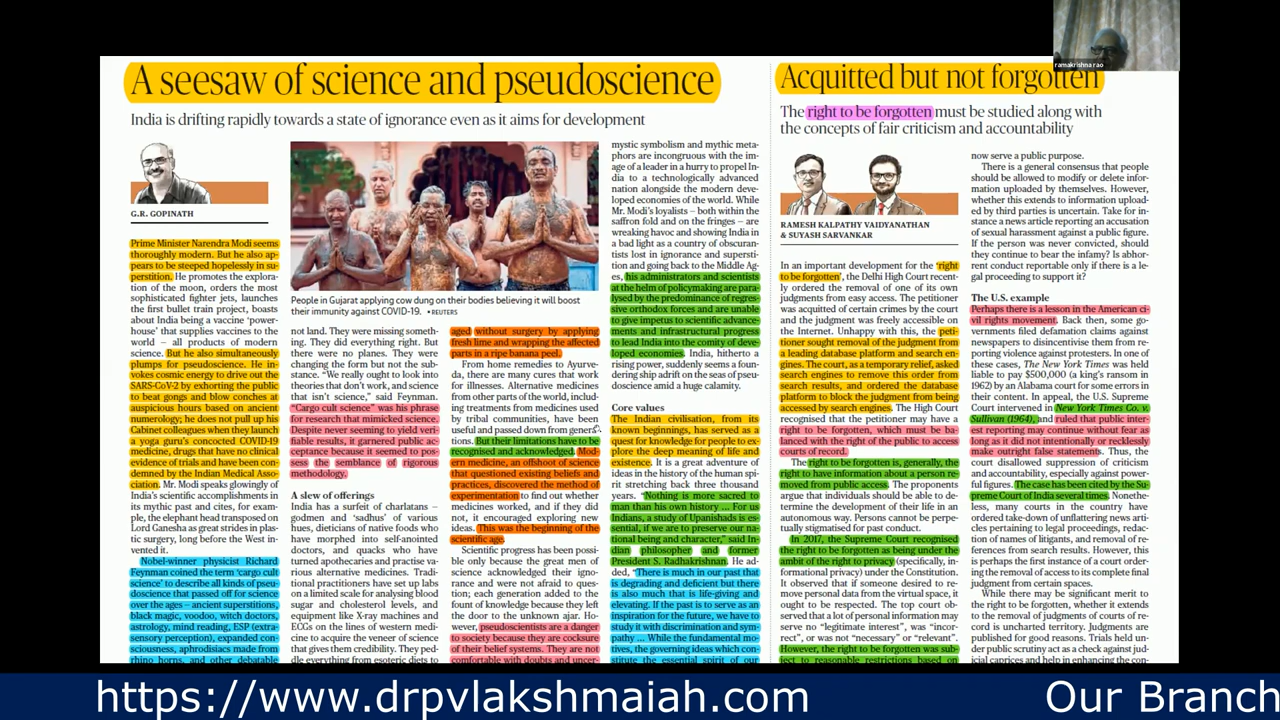 ramakrishna rao
A seesaw of science and pseudoscience
India is drifting rapidly towards a state of ignorance even as it aims for development
G.R. GOPINATH
Prime Minister Narendra Modi seems
thoroughly modern. But he also ap-
pears to be steeped hopelessly in su-
perstition. He promotes the explora-
tion of the moon, orders the most
sophisticated fighter jets, launches
the first bullet train project, boasts
about India being a vaccine 'power-
house' that supplies vaccines to the
world – all products of modern
science. But he also simultaneously
plumps for pseudoscience. He in-
vokes cosmic energy to drive out the
SARS-CoV-2 by exhorting the public
to beat gongs and blow conches at
auspicious hours based on ancient
numerology; he does not pull up his
Cabinet colleagues when they launch
a yoga guru's concocted COVID-19
medicine, drugs that have no clinical
evidence of trials and have been con-
demned by the Indian Medical Asso-
ciation. Mr. Modi speaks glowingly of
India's scientific accomplishments in
its mythic past and cites, for exam-
ple, the elephant head transposed on
Lord Ganesha as great strides in plas-
tic surgery, long before the West in-
vented it.
Nobel-winner physicist Richard
Feynman coined the term 'cargo cult
science' to describe all kinds of pseu-
doscience that passed off for science
over the ages – ancient superstitions,
black magic, voodoo, witch doctors,
astrology, mind reading, ESP (extra-
sensory perception), expanded con-
sciousness, aphrodisiacs made from
rhino horns, and other debatable
People in Gujarat applying cow dung on their bodies believing it will boost
their immunity against COVID-19. • REUTERS
not land. They were missing someth-
ing. They did everything right. But
there were no planes. They were
changing the form but not the sub-
stance. "We really ought to look into
theories that don't work, and science
that isn't science," said Feynman.
"Cargo cult science" was his phrase
for research that mimicked science.
Despite never seeming to yield veri-
fiable results, it garnered public ac-
ceptance because it seemed to pos-
sess the semblance of rigorous
methodology.
A slew of offerings
India has a surfeit of charlatans –
godmen and 'sadhus' of various
hues, dieticians of native foods who
have morphed into self-anointed
doctors, and quacks who have
turned apothecaries and practise va-
rious alternative medicines. Tradi-
tional practitioners have set up labs
on a limited scale for analysing blood
sugar and cholesterol levels, and
equipment like X-ray machines and
ECGs on the lines of western medi-
cine to acquire the veneer of science
that gives them credibility. They ped-
dle everything from esoteric diets to
aged without surgery by applying
fresh lime and wrapping the affected
parts in a ripe banana peel.
From home remedies to Ayurve-
da, there are many cures that work
for illnesses. Alternative medicines
from other parts of the world, includ-
ing treatments from medicines used
by tribal communities, have been
useful and passed down from genera-
tions. But their limitations have to be
recognised and acknowledged. Mod-
ern medicine, an offshoot of science
that questioned existing beliefs and
practices, discovered the method of
experimentation to find out whether
medicines worked, and if they did
not, it encouraged exploring new
ideas. This was the beginning of the
scientific age.
Scientific progress has been possi-
ble only because the great men of
science acknowledged their igno-
rance and were not afraid to ques-
tion; each generation added to the
fount of knowledge because they left
the door to the unknown ajar. Ho-
wever, pseudoscientists are a danger
to society because they are cocksure
of their belief systems. They are not
comfortable with doubts and uncer-
mystic symbolism and mythic meta-
phors are incongruous with the im-
age of a leader in a hurry to propel In-
dia to a technologically advanced
nation alongside the modern deve-
loped economies of the world. While
Mr. Modi's loyalists – both within the
saffron fold and on the fringes – are
wreaking havoc and showing India in
a bad light as a country of obscuran-
tists lost in ignorance and supersti-
tion and going back to the Middle Ag-
es, his administrators and scientists
at the helm of policymaking are para-
lysed by the predominance of regres-
sive orthodox forces and are unable
to give impetus to scientific advance-
ments and infrastructural progress
to lead India into the comity of deve-
loped economies. India, hitherto a
rising power, suddenly seems a foun-
dering ship adrift on the seas of pseu-
doscience amid a huge calamity.
Core values
The Indian civilisation, from its
known beginnings, has served as a
quest for knowledge for people to ex-
plore the deep meaning of life and
existence. It is a great adventure of
ideas in the history of the human spi-
rit stretching back three thousand
years. "Nothing is more sacred to
man than his own history ... For us
Indians, a study of Upanishads is es-
sential, if we are to preserve our na-
tional being and character," said In-
dian philosopher and former
President S. Radhakrishnan. He ad-
ded, "There is much in our past that
is degrading and deficient but there
is also much that is life-giving and
elevating. If the past is to serve as an
inspiration for the future, we have to
study it with discrimination and sym-
pathy ... While the fundamental mo-
tives, the governing ideas which con-
stitute the essential spirit of our
Acquitted but not forgotten
The right to be forgotten must be studied along with
the concepts of fair criticism and accountability
RAMESH KALPATHY VAIDYANATHAN
& SUYASH SARVANKAR
In an important development for the 'right
to be forgotten', the Delhi High Court recent-
ly ordered the removal of one of its own
judgments from easy access. The petitioner
was acquitted of certain crimes by the court
and the judgment was freely accessible on
the Internet. Unhappy with this, the peti-
tioner sought removal of the judgment from
a leading database platform and search en-
gines. The court, as a temporary relief, asked
search engines to remove this order from
search results, and ordered the database
platform to block the judgment from being
being accessed by search engines. The High Court
recognised that the petitioner may have a
right to be forgotten, which must be ba-
lanced with the right of the public to access
courts of record.
The right to be forgotten is, generally, the
right to have information about a person re-
moved from public access. The proponents
argue that individuals should be able to de-
termine the development of their life in an
autonomous way. Persons cannot be perpe-
tually stigmatised for past conduct.
In 2017, the Supreme Court recognised
the right to be forgotten as being under the
ambit of the right to privacy (specifically, in-
formational privacy) under the Constitution.
It observed that if someone desired to re-
move personal data from the virtual space, it
ought to be respected. The top court ob-
served that a lot of personal information may
serve no "legitimate interest", was "incor-
rect", or was not "necessary" or "relevant".
However, the right to be forgotten was sub-
ject to reasonable restrictions based on
now serve a public purpose.
There is a general consensus that people
should be allowed to modify or delete infor-
mation uploaded by themselves. However,
whether this extends to information upload-
ed by third parties is uncertain. Take for in-
stance a news article reporting an accusation
of sexual harassment against a public figure.
If the person was never convicted, should
they continue to bear the infamy? Is abhor-
rent conduct reportable only if there is a le-
gal proceeding to support it?
The U.S. example
Perhaps there is a lesson in the American ci-
vil rights movement. Back then, some go-
vernments filed defamation claims against
newspapers to disincentivise them from re-
porting violence against protesters. In one of
these cases, The New York Times was held
liable to pay $500,000 (a king's ransom in
1962) by an Alabama court for some errors in
their content. In appeal, the U.S. Supreme
Court intervened in New York Times Co. v.
Sullivan (1964), and ruled that public inter-
est reporting may continue without fear as
long as it did not intentionally or recklessly
make outright false statements. Thus, the
court disallowed suppression of criticism
and accountability, especially against power-
ful figures. The case has been cited by the Su-
preme Court of India several times. Nonethe-
less, many courts in the country have
ordered take-down of unflattering news arti-
cles pertaining to legal proceedings, redac-
tion of names of litigants, and removal of re-
ferences from search results. However, this
is perhaps the first instance of a court order-
ing the removal of access to its complete final
judgment from certain spaces.
While there may be significant merit to
the right to be forgotten, whether it extends
to the removal of judgments of courts of
record is uncharted territory. Judgments are
published for good reasons. Trials held un-
der public scrutiny act as a check against jud-
icial caprices and help in enhancing the con-
https://www.drpvlakshmaiah.com
Our Branch